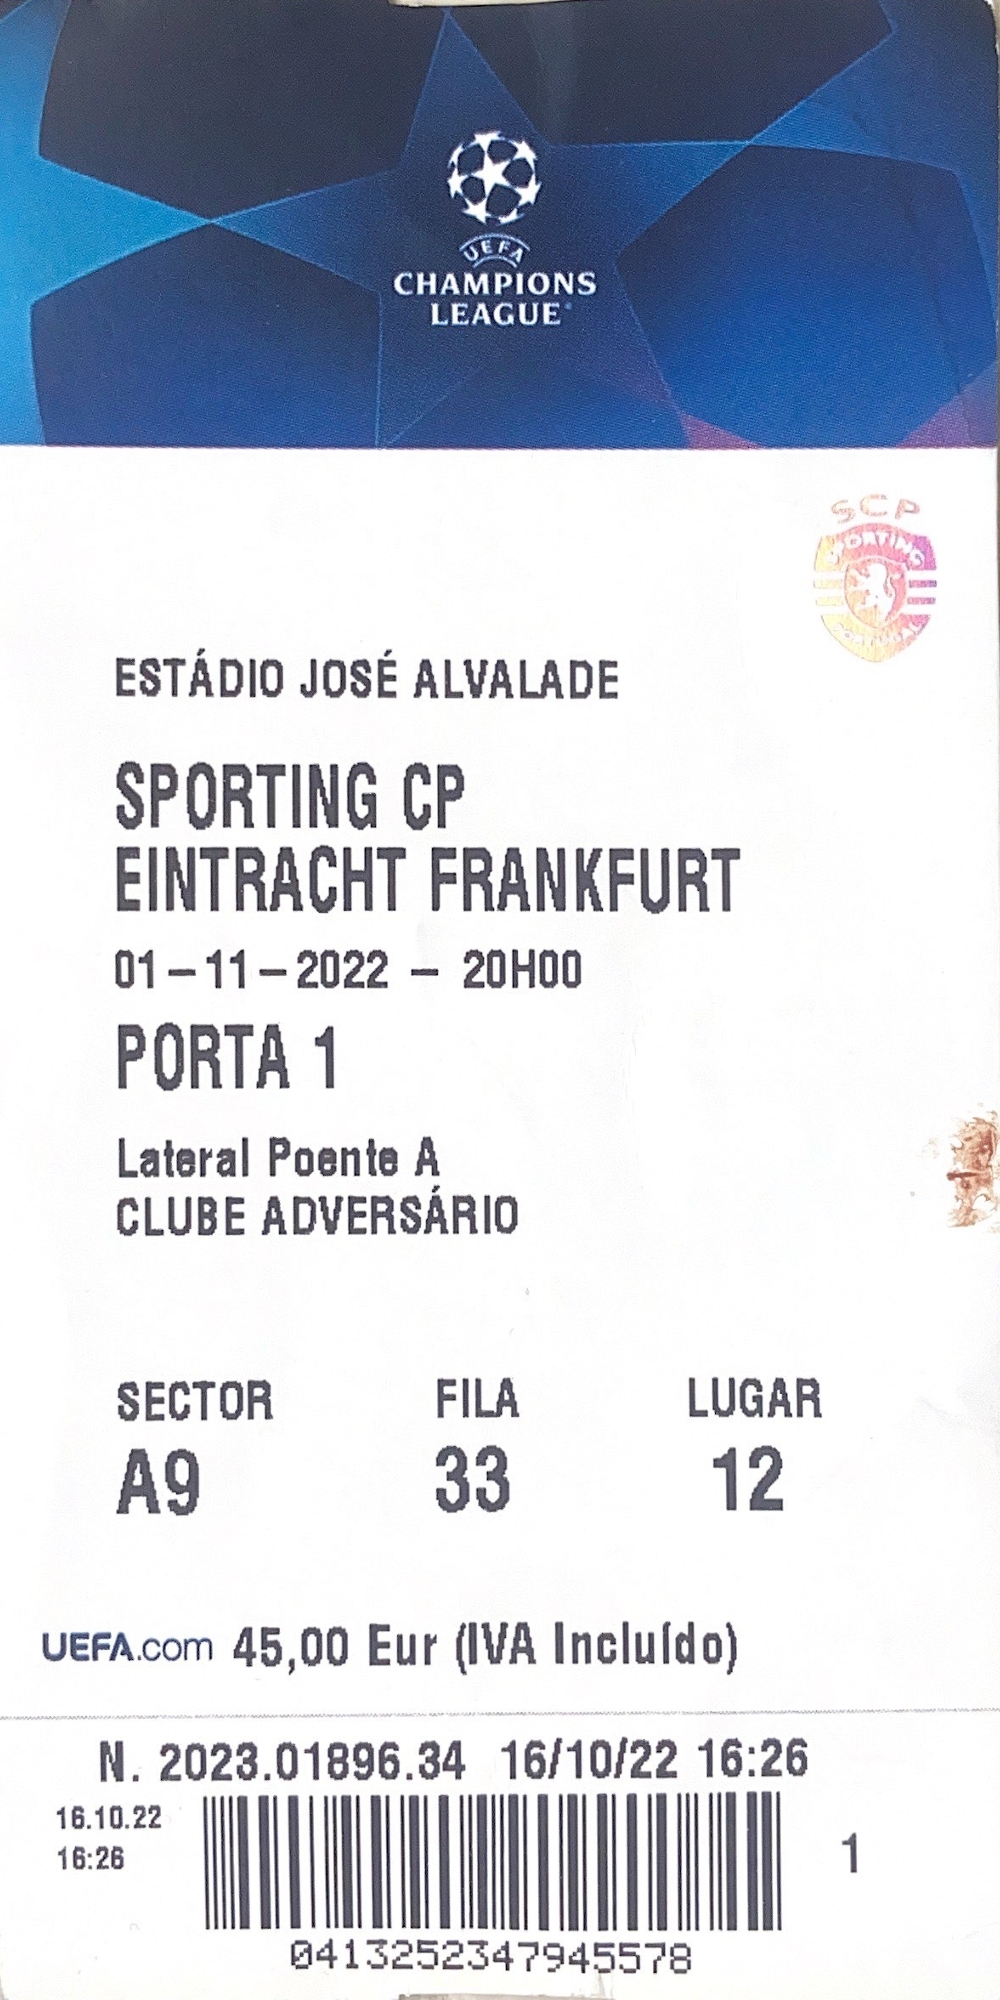 UEFA
CHAMPIONS
LEAGUE
SCP
SPORTING
PORTUGAL
ESTÁDIO JOSÉ ALVALADE
SPORTING CP
EINTRACHT FRANKFURT
01-11-2022 - 20H00
PORTA 1
Lateral Poente A
CLUBE ADVERSÁRIO
SECTOR FILA LUGAR
A9 33 12
UEFA.com 45,00 Eur (IVA Incluído)
N. 2023.01896.34 16/10/22 16:26
16.10.22
16:26
1
0413252347945578